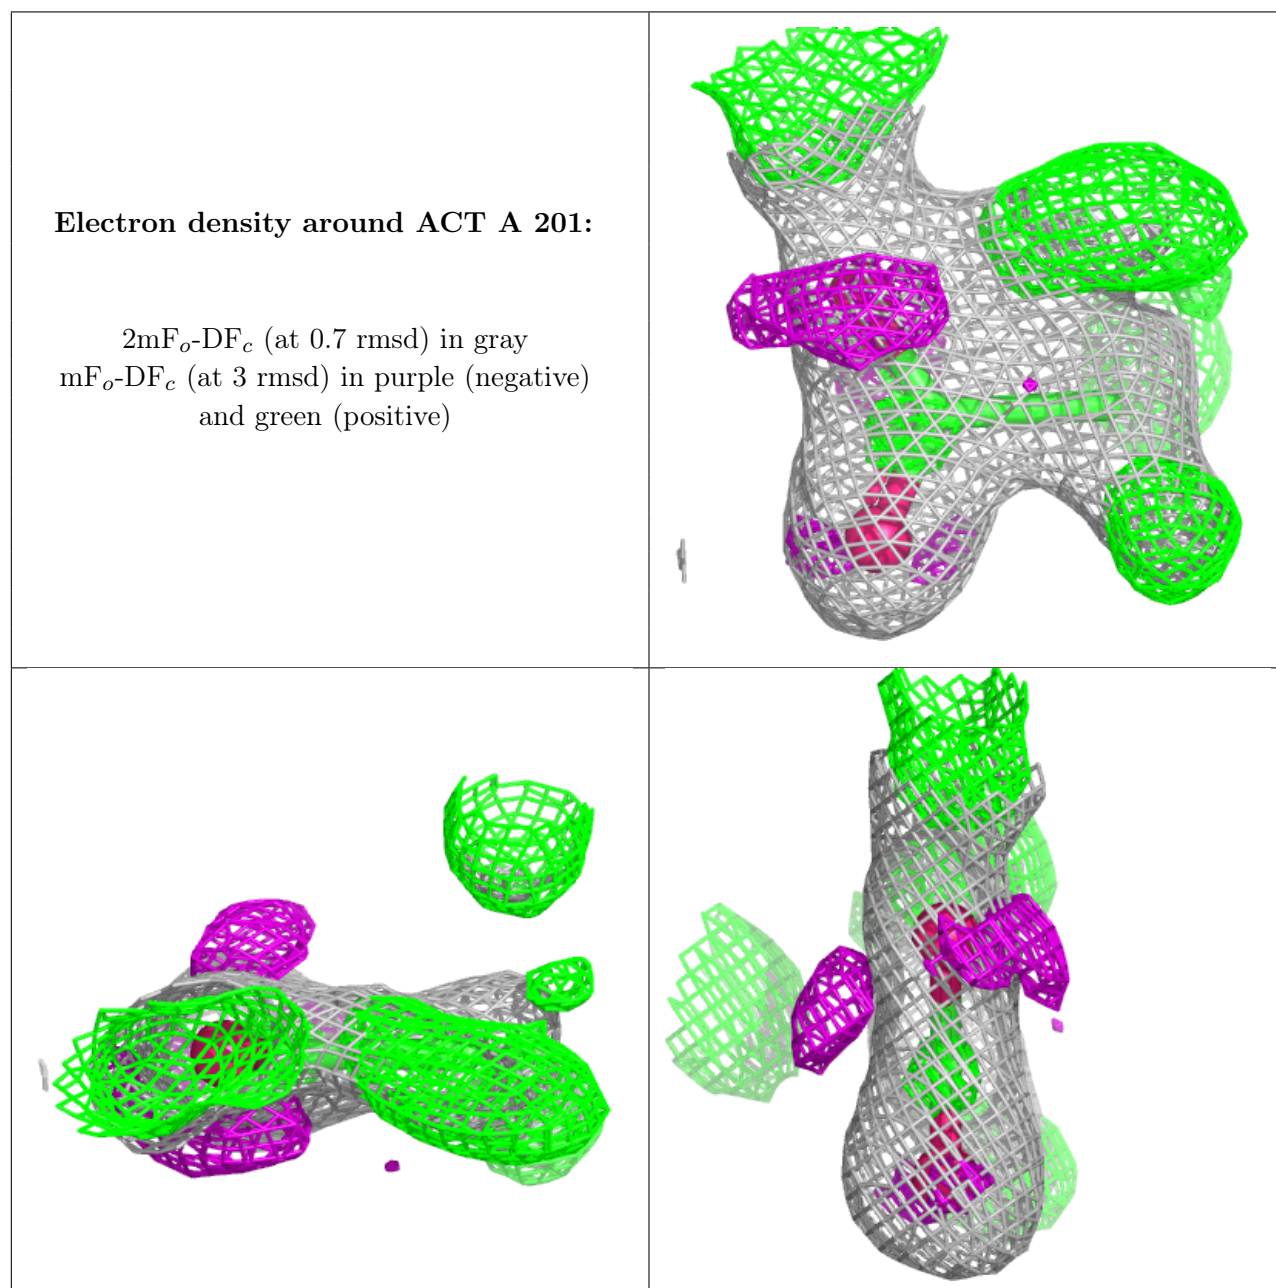 Electron density around ACT A 201:
2mFo-DFc (at 0.7 rmsd) in gray
mFo-DFc (at 3 rmsd) in purple (negative)
and green (positive)